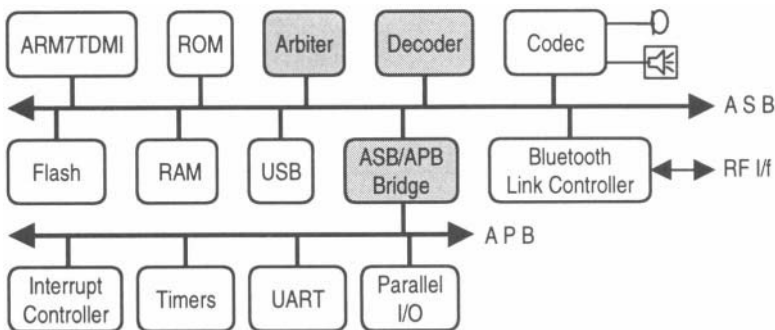 ARM7TDMI
ROM
Arbiter
Decoder
Codec
A S B
Flash
RAM
USB
ASB/APB
Bridge
Bluetooth
Link Controller
RF I/f
A P B
Interrupt
Controller
Timers
UART
Parallel
I/O